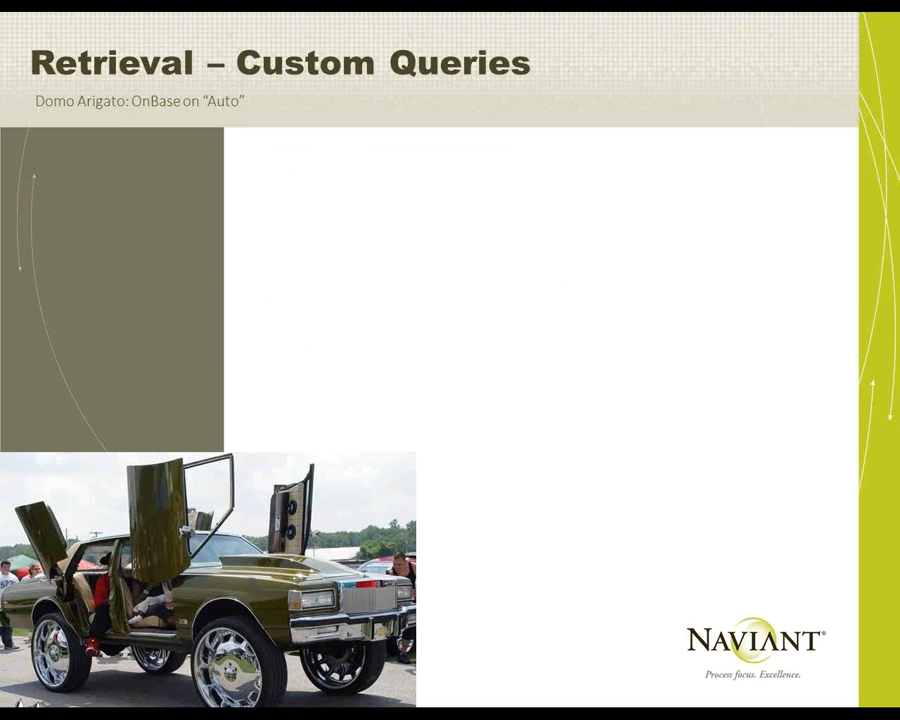 Retrieval – Custom Queries
Domo Arigato: OnBase on “Auto”
NAVIANT®
Process focus. Excellence.